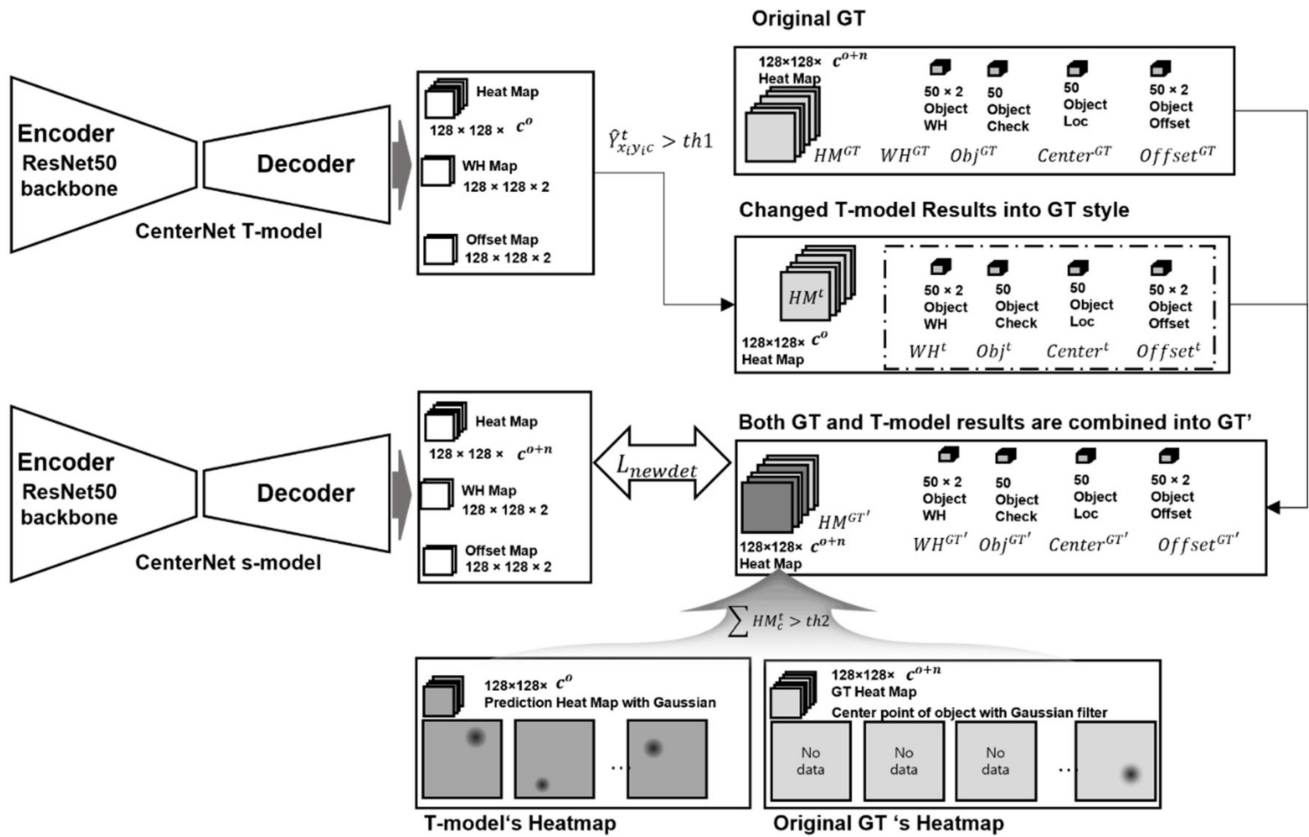 Original GT
128×128× c^{o+n}
Heat Map
50 × 2
Object
WH
50
Object
Check
50
Object
Loc
50 × 2
Object
Offset
HM^{GT} WH^{GT} Obj^{GT} Center^{GT} Offset^{GT}
Encoder
ResNet50
backbone
Decoder
CenterNet T-model
Heat Map
128 × 128 × c^o
WH Map
128 × 128 × 2
Offset Map
128 × 128 × 2
Ŷ^t_{x_i y_i c} > th1
Changed T-model Results into GT style
HM^t
128×128× c^o
Heat Map
50 × 2
Object
WH
50
Object
Check
50
Object
Loc
50 × 2
Object
Offset
WH^t Obj^t Center^t Offset^t
Encoder
ResNet50
backbone
Decoder
CenterNet s-model
Heat Map
128 × 128 × c^{o+n}
WH Map
128 × 128 × 2
Offset Map
128 × 128 × 2
L_{newdet}
Both GT and T-model results are combined into GT’
HM^{GT'}
128×128× c^{o+n}
Heat Map
50 × 2
Object
WH
50
Object
Check
50
Object
Loc
50 × 2
Object
Offset
WH^{GT'} Obj^{GT'} Center^{GT'} Offset^{GT'}
∑ HM^t_c > th2
128×128× c^o
Prediction Heat Map with Gaussian
...
T-model‘s Heatmap
128×128× c^{o+n}
GT Heat Map
Center point of object with Gaussian filter
No
data
No
data
No
data
...
Original GT ‘s Heatmap